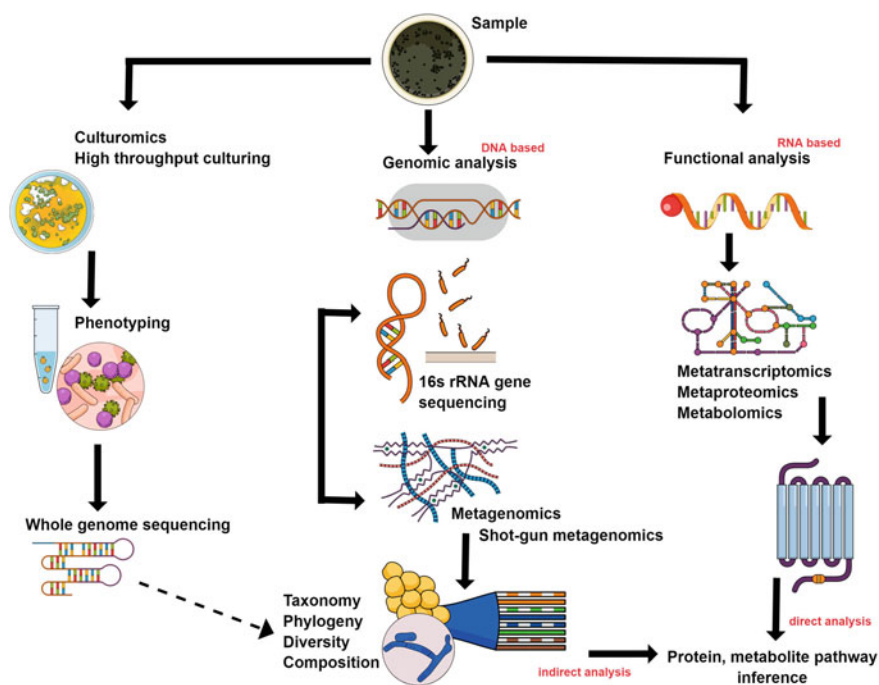 Sample
Culturomics
High throughput culturing
DNA based
Genomic analysis
RNA based
Functional analysis
Phenotyping
16s rRNA gene
sequencing
Metatranscriptomics
Metaproteomics
Metabolomics
Whole genome sequencing
Metagenomics
Shot-gun metagenomics
Taxonomy
Phylogeny
Diversity
Composition
indirect analysis
direct analysis
Protein, metabolite pathway
inference